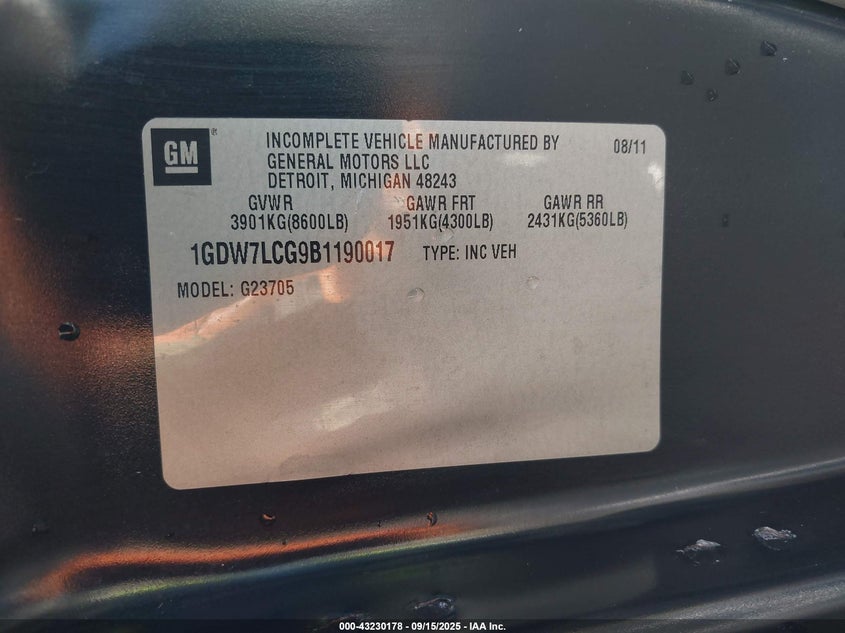 GM®
INCOMPLETE VEHICLE MANUFACTURED BY 08/11
GENERAL MOTORS LLC
DETROIT, MICHIGAN 48243
GVWR GAWR FRT GAWR RR
3901KG(8600LB) 1951KG(4300LB) 2431KG(5360LB)
1GDW7LCG9B1190017 TYPE: INC VEH
MODEL: G23705
000-43230178 - 09/15/2025 - IAA Inc.